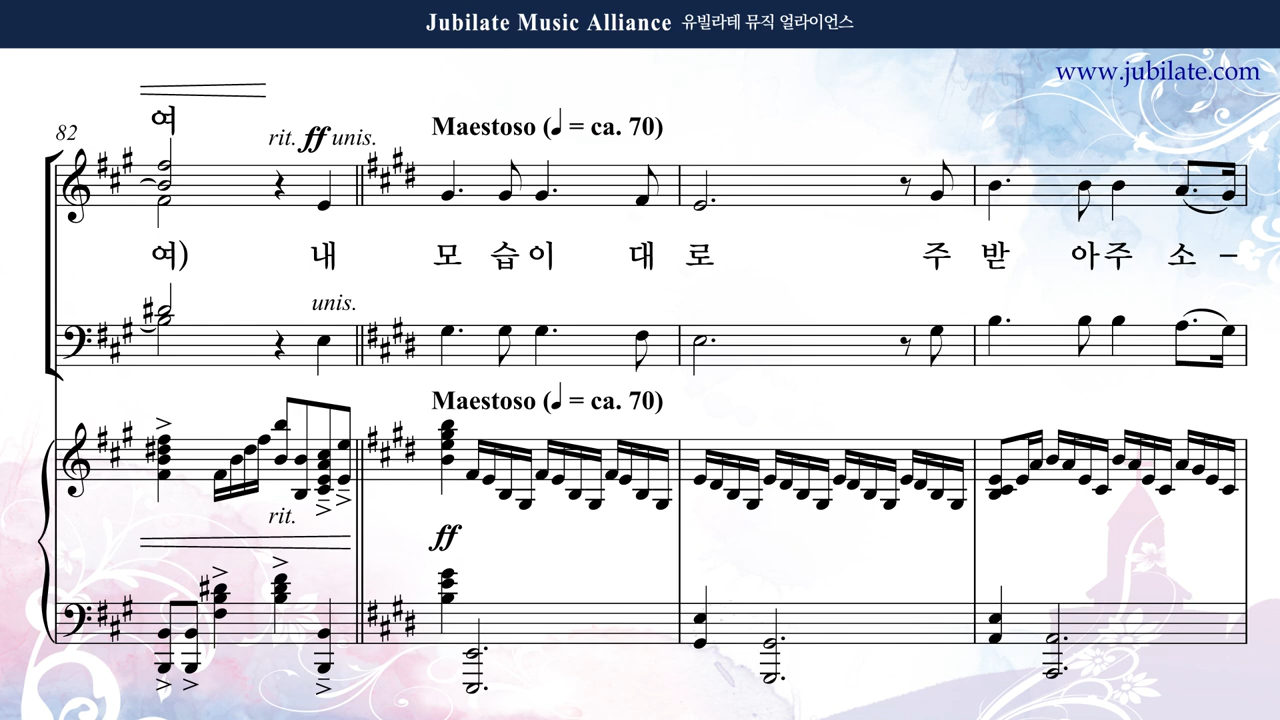 Jubilate Music Alliance 유빌라테 뮤직 얼라이언스
www.jubilate.com
여
82
rit. ff unis.
Maestoso (♩ = ca. 70)
여) 내 모 습 이 대 로 주 받 아 주 소 –
unis.
Maestoso (♩ = ca. 70)
rit.
ff